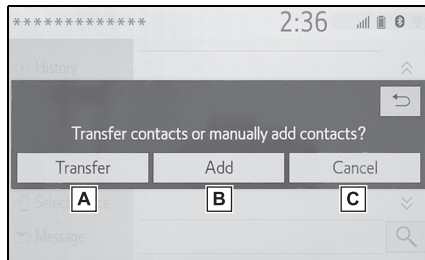 ************* 2:36
History
Transfer contacts or manually add contacts?
Transfer Add Cancel
A B C
Message